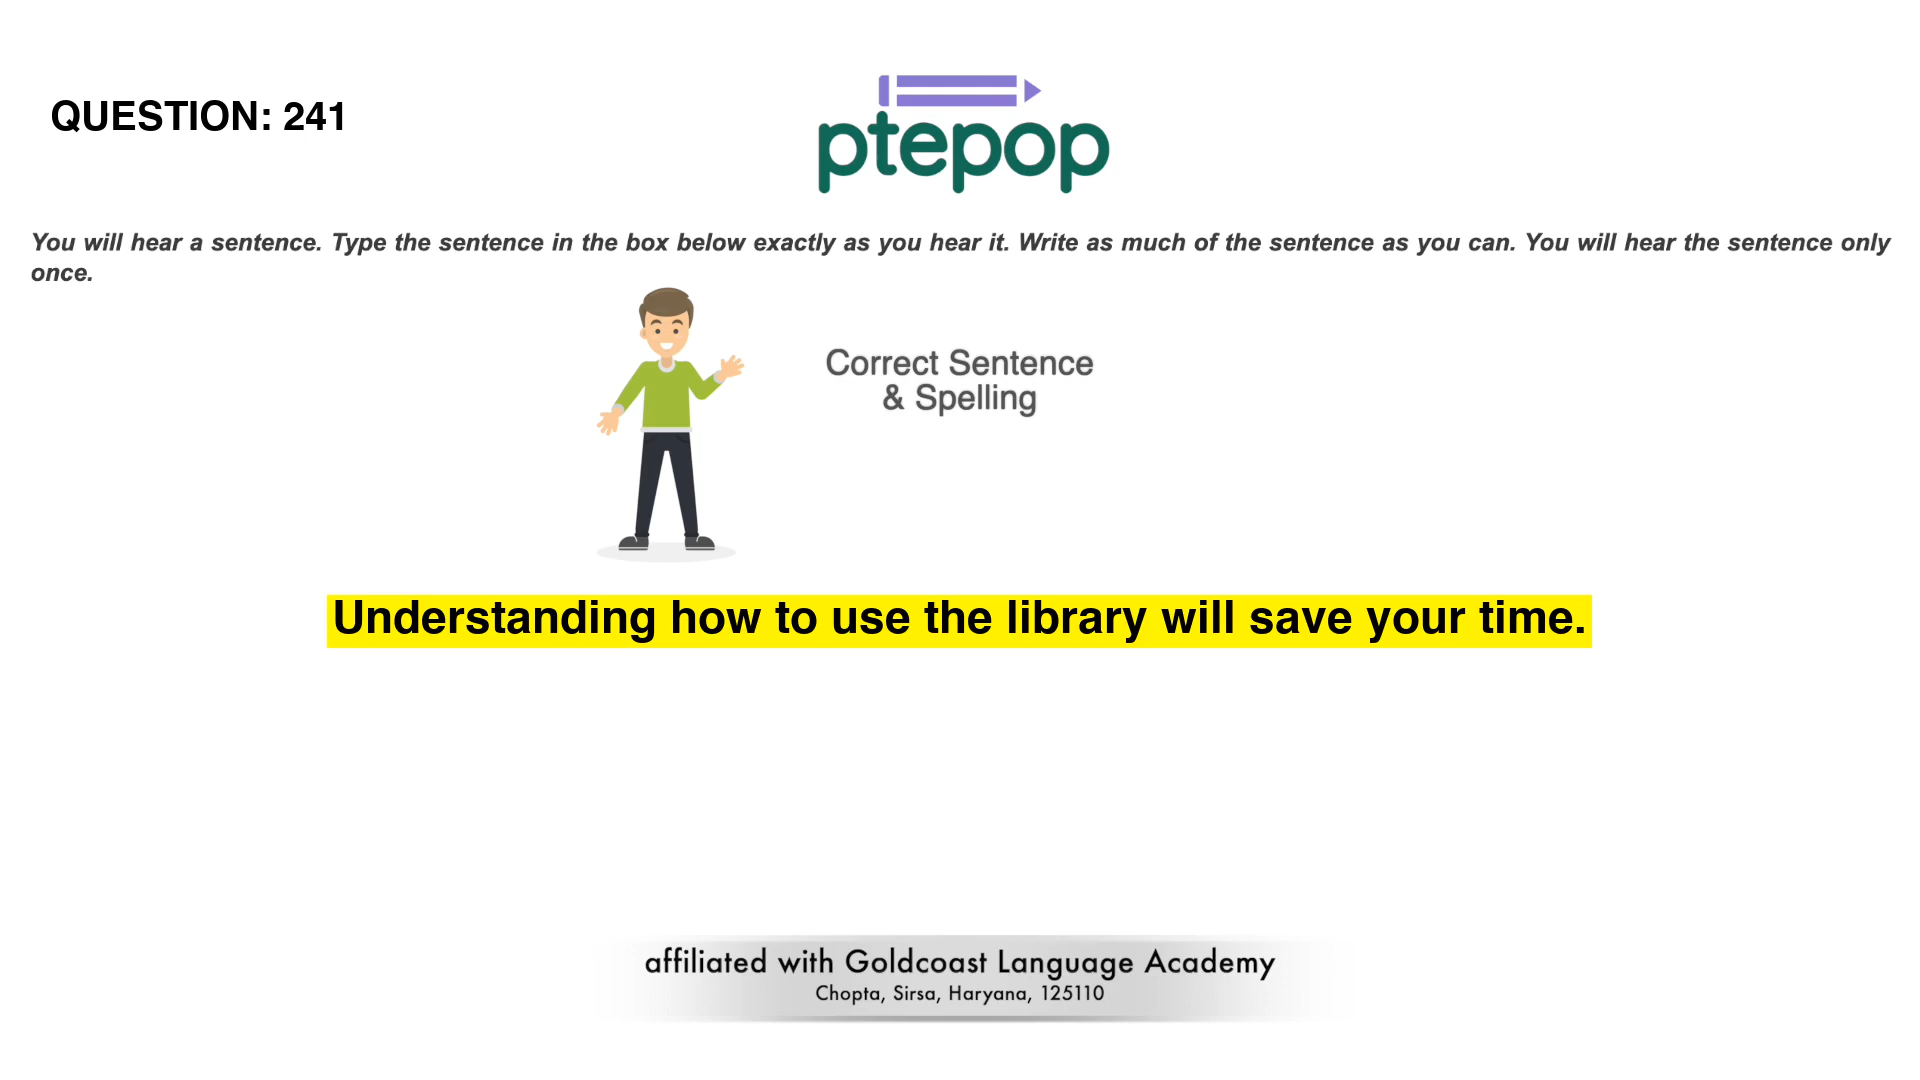 QUESTION: 241
ptepop
You will hear a sentence. Type the sentence in the box below exactly as you hear it. Write as much of the sentence as you can. You will hear the sentence only
once.
Correct Sentence
& Spelling
Understanding how to use the library will save your time.
affiliated with Goldcoast Language Academy
Chopta, Sirsa, Haryana, 125110